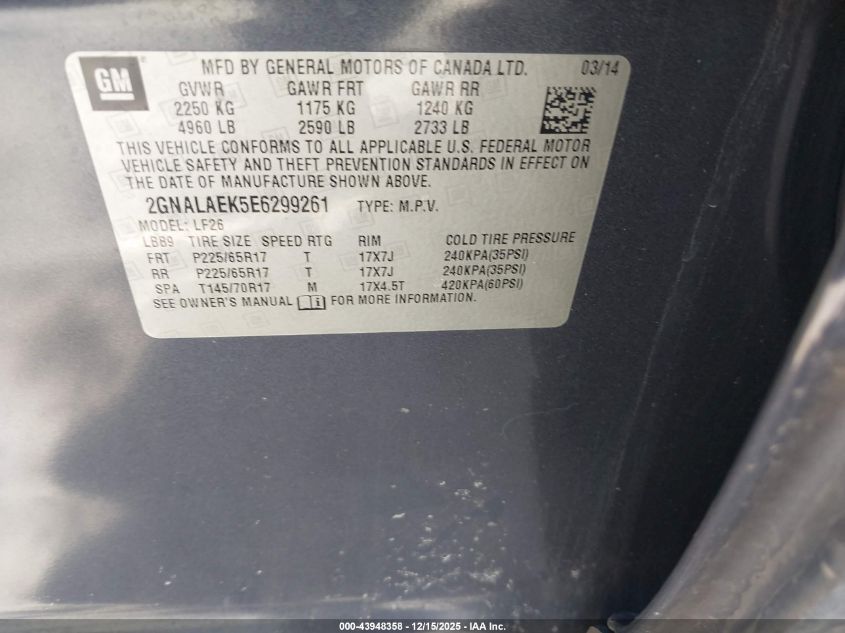 GM
MFD BY GENERAL MOTORS OF CANADA LTD. 03/14
GVWR GAWR FRT GAWR RR
2250 KG 1175 KG 1240 KG
4960 LB 2590 LB 2733 LB
THIS VEHICLE CONFORMS TO ALL APPLICABLE U.S. FEDERAL MOTOR
VEHICLE SAFETY AND THEFT PREVENTION STANDARDS IN EFFECT ON
THE DATE OF MANUFACTURE SHOWN ABOVE.
2GNALAEK5E6299261 TYPE: M.P.V.
MODEL: LF26
LBB9 TIRE SIZE SPEED RTG RIM COLD TIRE PRESSURE
FRT P225/65R17 T 17X7J 240KPA(35PSI)
RR P225/65R17 T 17X7J 240KPA(35PSI)
SPA T145/70R17 M 17X4.5T 420KPA(60PSI)
SEE OWNER'S MANUAL i FOR MORE INFORMATION.
000-43948358 - 12/15/2025 - IAA Inc.